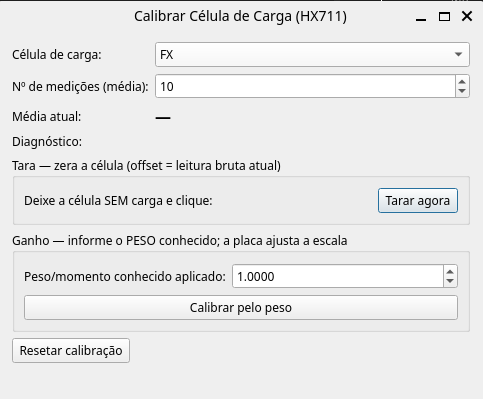 Calibrar Célula de Carga (HX711)
Célula de carga: FX
Nº de medições (média): 10
Média atual: —
Diagnóstico:
Tara — zera a célula (offset = leitura bruta atual)
Deixe a célula SEM carga e clique: Tarar agora
Ganho — informe o PESO conhecido; a placa ajusta a escala
Peso/momento conhecido aplicado: 1.0000
Calibrar pelo peso
Resetar calibração